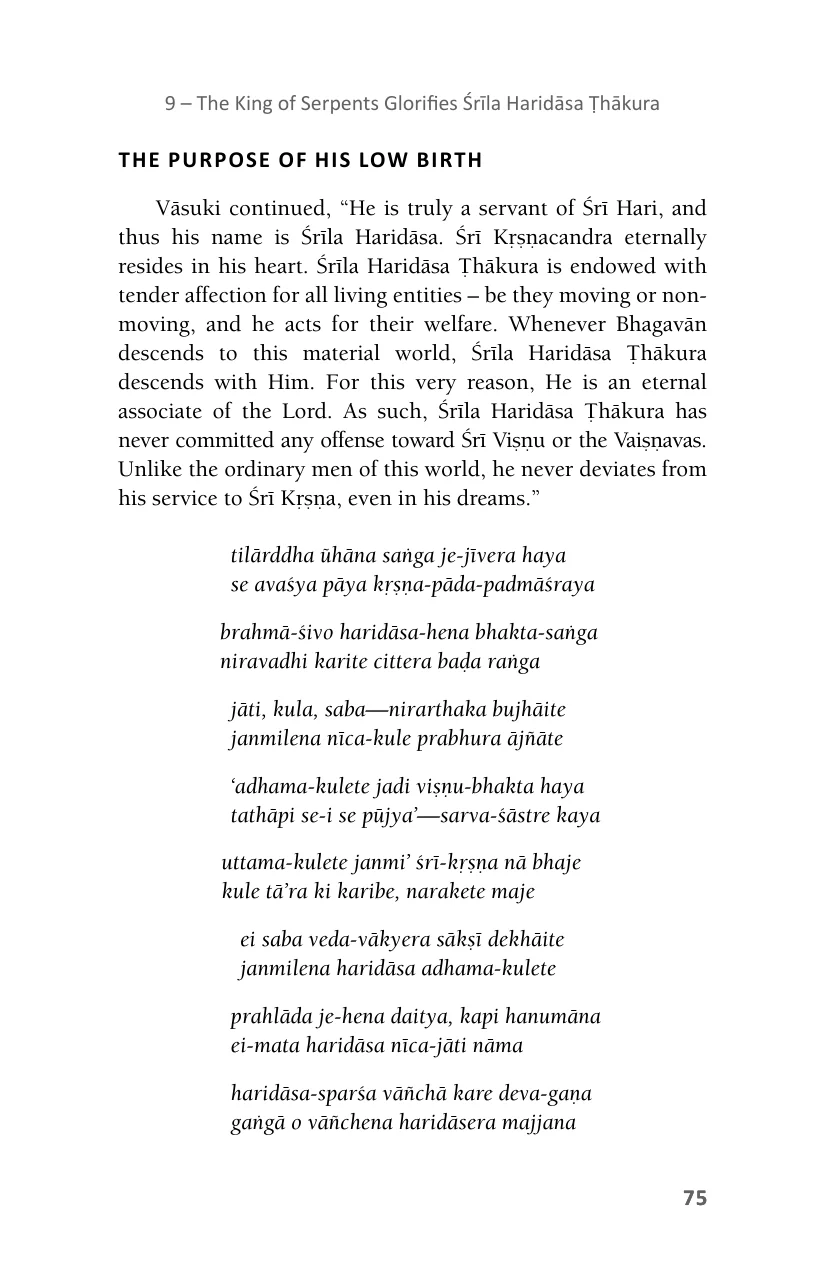 9 – The King of Serpents Glorifies Śrīla Haridāsa Ṭhākura
THE PURPOSE OF HIS LOW BIRTH
Vāsuki continued, “He is truly a servant of Śrī Hari, and
thus his name is Śrīla Haridāsa. Śrī Kṛṣṇacandra eternally
resides in his heart. Śrīla Haridāsa Ṭhākura is endowed with
tender affection for all living entities – be they moving or non-
moving, and he acts for their welfare. Whenever Bhagavān
descends to this material world, Śrīla Haridāsa Ṭhākura
descends with Him. For this very reason, He is an eternal
associate of the Lord. As such, Śrīla Haridāsa Ṭhākura has
never committed any offense toward Śrī Viṣṇu or the Vaiṣṇavas.
Unlike the ordinary men of this world, he never deviates from
his service to Śrī Kṛṣṇa, even in his dreams.”
tilārddha ūhāna saṅga je-jīvera haya
se avaśya pāya kṛṣṇa-pāda-padmāśraya
brahmā-śivo haridāsa-hena bhakta-saṅga
niravadhi karite cittera baḍa raṅga
jāti, kula, saba—nirarthaka bujhāite
janmilena nīca-kule prabhura ājñāte
‘adhama-kulete jadi viṣṇu-bhakta haya
tathāpi se-i se pūjya’—sarva-śāstre kaya
uttama-kulete janmi’ śrī-kṛṣṇa nā bhaje
kule tā’ra ki karibe, narakete maje
ei saba veda-vākyera sākṣī dekhāite
janmilena haridāsa adhama-kulete
prahlāda je-hena daitya, kapi hanumāna
ei-mata haridāsa nīca-jāti nāma
haridāsa-sparśa vāñchā kare deva-gaṇa
gaṅgā o vāñchena haridāsera majjana
75